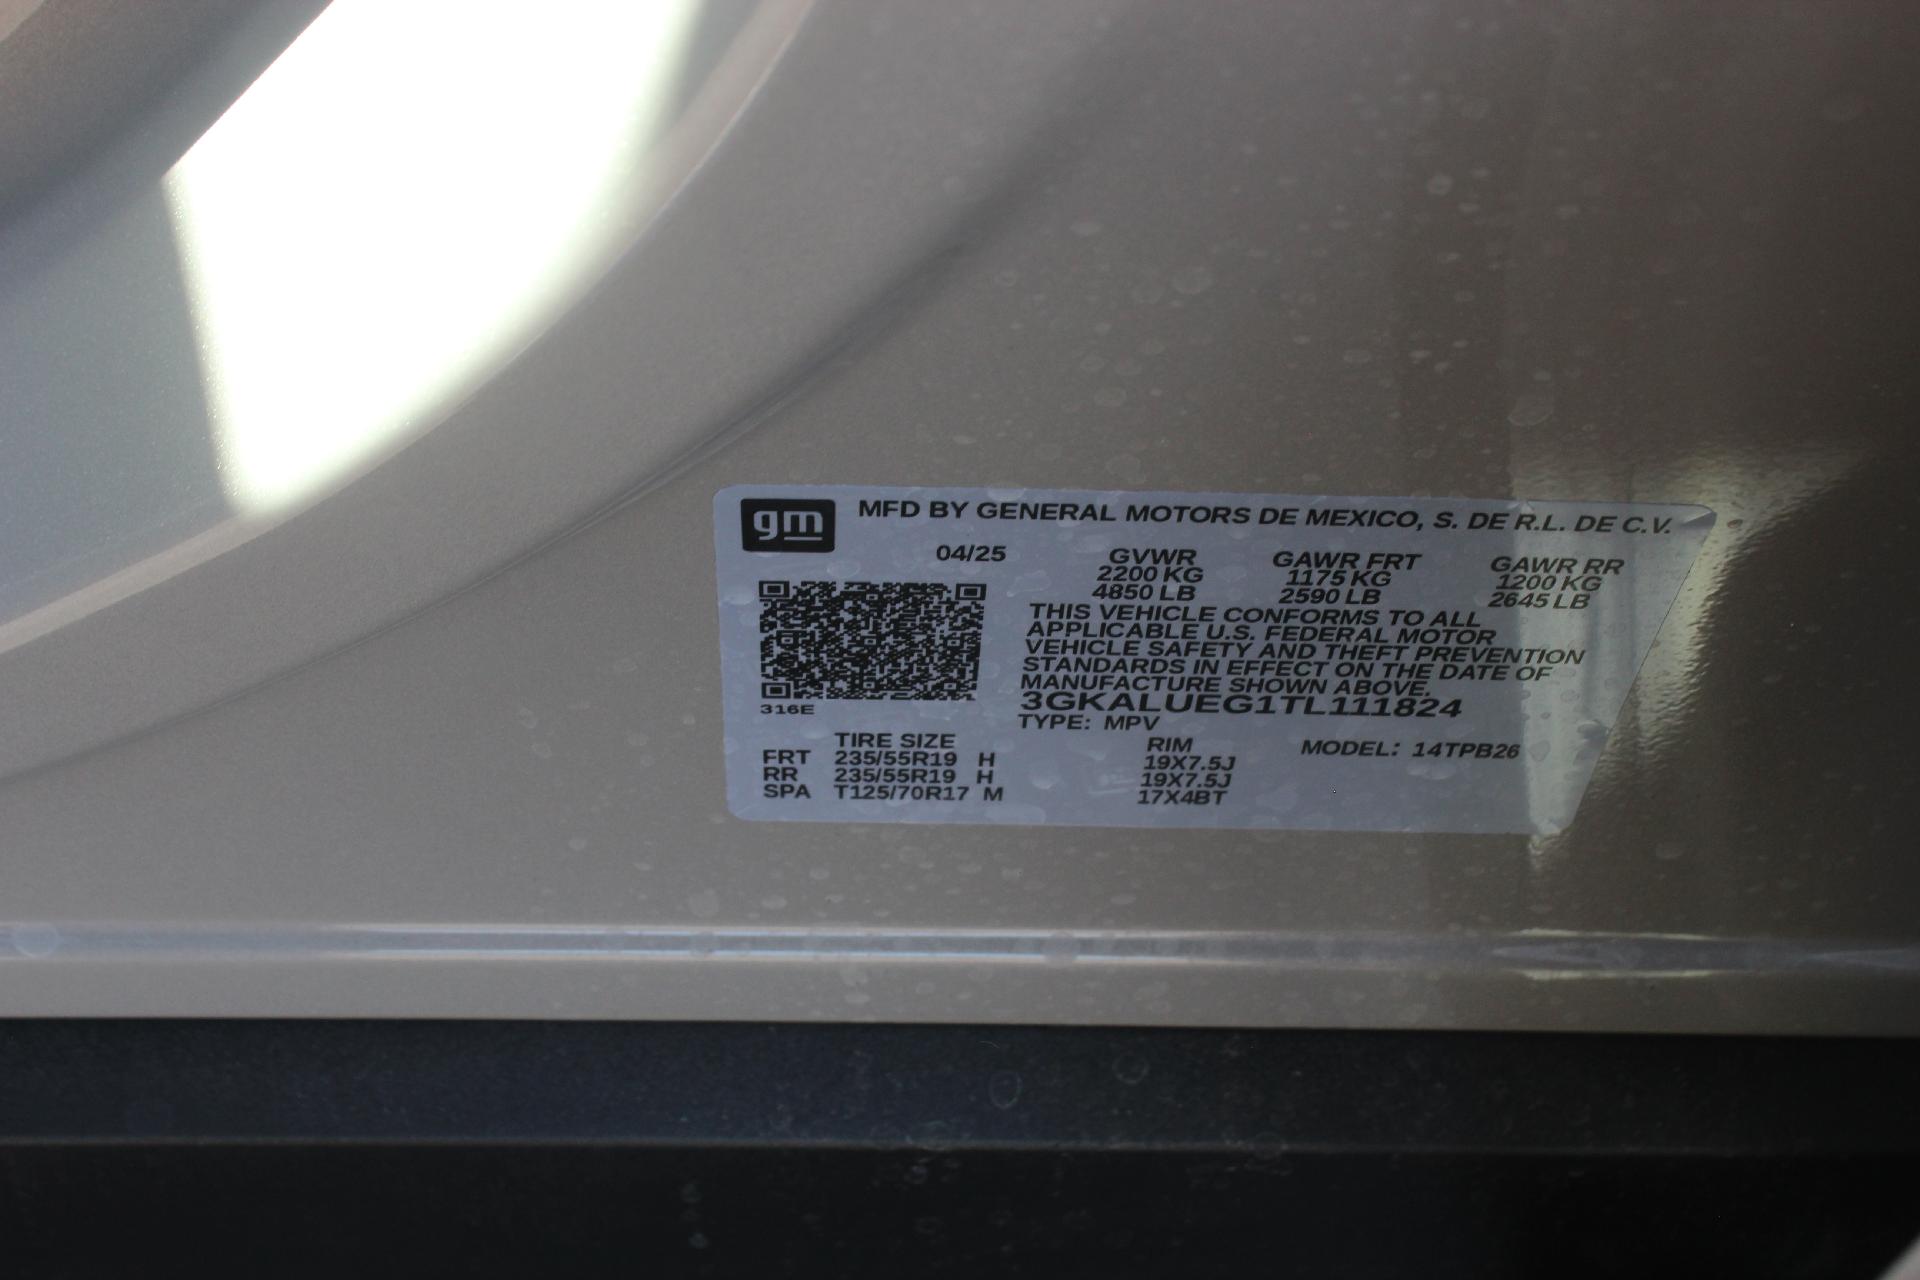 gm MFD BY GENERAL MOTORS DE MEXICO, S. DE R.L. DE C.V.
04/25 GVWR GAWR FRT GAWR RR
2200 KG 1175 KG 1200 KG
4850 LB 2590 LB 2645 LB
THIS VEHICLE CONFORMS TO ALL
APPLICABLE U.S. FEDERAL MOTOR
VEHICLE SAFETY AND THEFT PREVENTION
STANDARDS IN EFFECT ON THE DATE OF
MANUFACTURE SHOWN ABOVE.
3GKALUEG1TL111824
316E
TYPE: MPV
TIRE SIZE RIM MODEL: 14TPB26
FRT 235/55R19 H 19X7.5J
RR 235/55R19 H 19X7.5J
SPA T125/70R17 M 17X4BT